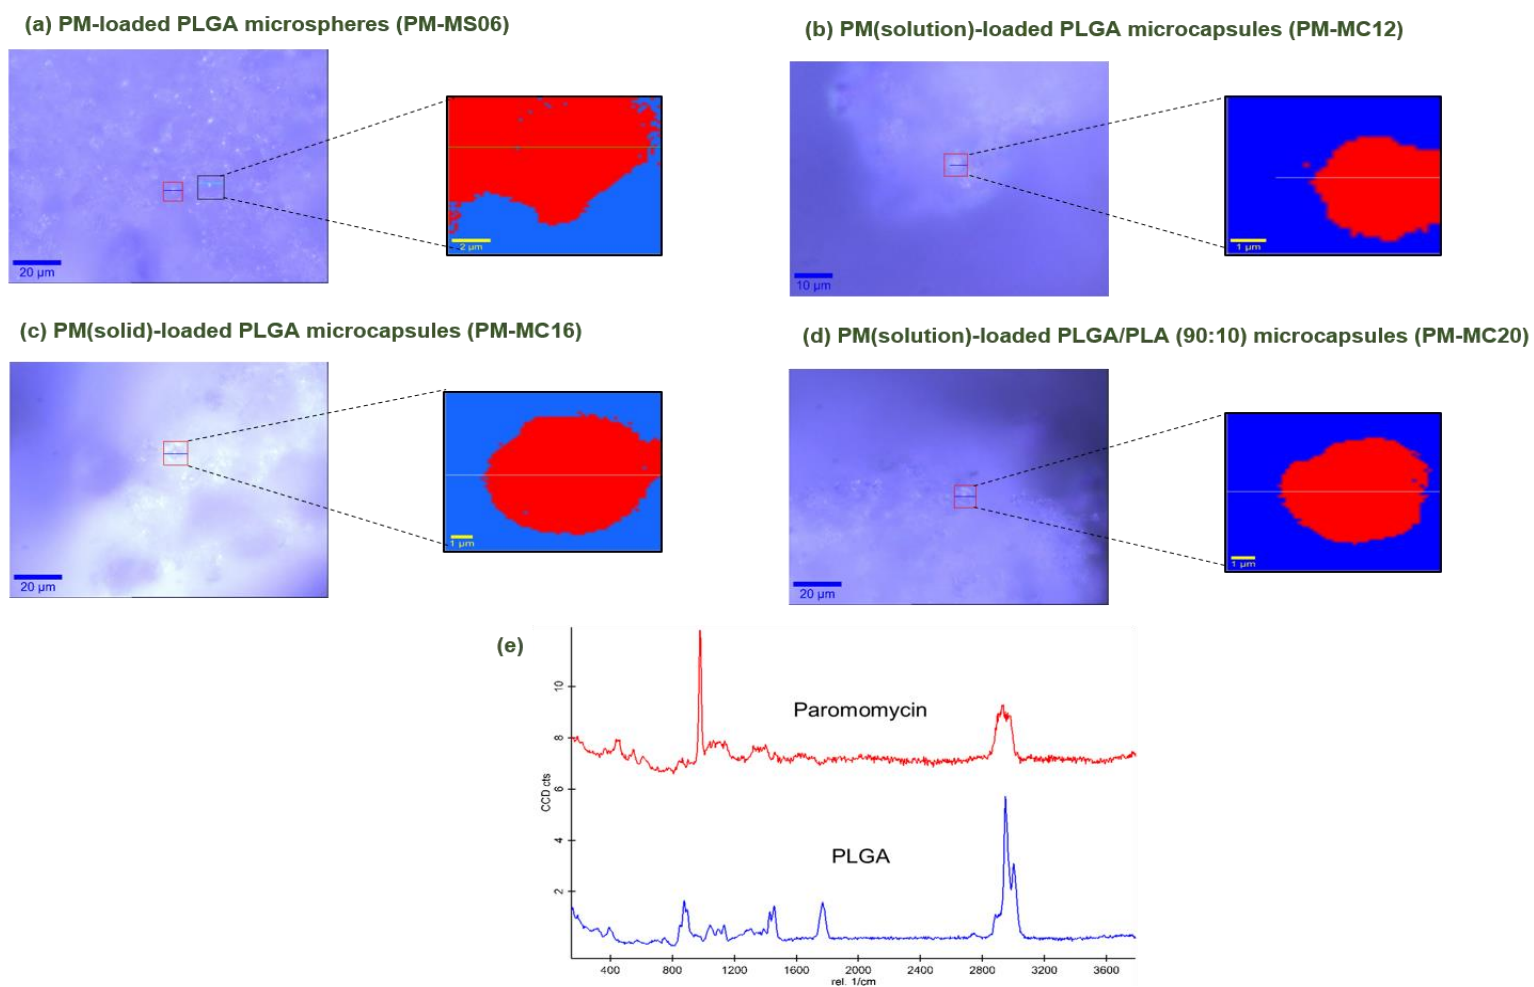 (a) PM-loaded PLGA microspheres (PM-MS06)
(b) PM(solution)-loaded PLGA microcapsules (PM-MC12)
20 µm
2 µm
10 µm
1 µm
(c) PM(solid)-loaded PLGA microcapsules (PM-MC16)
(d) PM(solution)-loaded PLGA/PLA (90:10) microcapsules (PM-MC20)
20 µm
1 µm
20 µm
1 µm
(e)
Paromomycin
PLGA
CCD cts
10
8
6
4
2
400 800 1200 1600 2000 2400 2800 3200 3600
rel. 1/cm